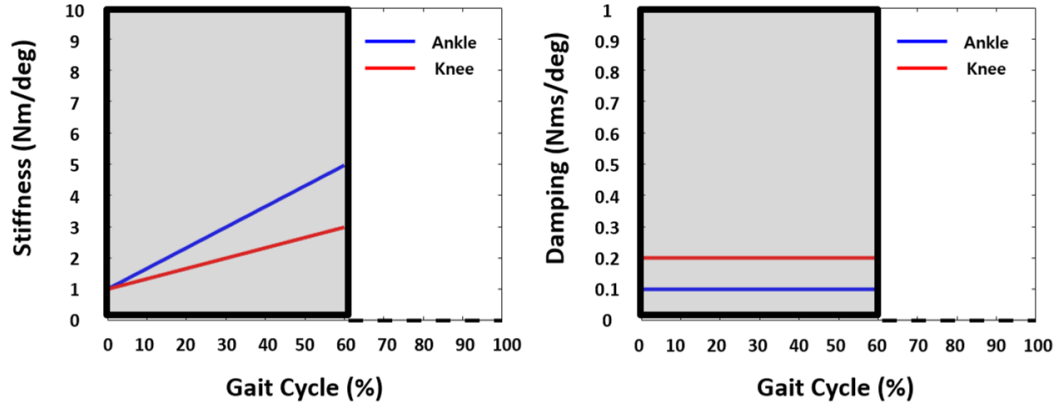 Stiffness (Nm/deg)
10
9
8
7
6
5
4
3
2
1
0
Ankle
Knee
0 10 20 30 40 50 60 70 80 90 100
Gait Cycle (%)
Damping (Nms/deg)
1
0.9
0.8
0.7
0.6
0.5
0.4
0.3
0.2
0.1
0
Ankle
Knee
0 10 20 30 40 50 60 70 80 90 100
Gait Cycle (%)